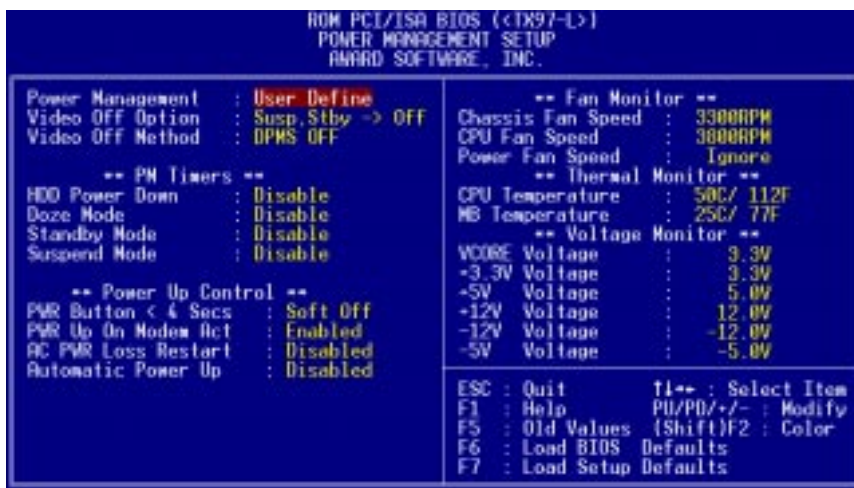 ROM PCI/ISA BIOS (<TX97-L>)
POWER MANAGEMENT SETUP
AWARD SOFTWARE, INC.
Power Management : User Define
Video Off Option : Susp,Stby -> Off
Video Off Method : DPMS OFF
** PM Timers **
HDD Power Down : Disable
Doze Mode : Disable
Standby Mode : Disable
Suspend Mode : Disable
** Power Up Control **
PWR Button < 4 Secs : Soft Off
PWR Up On Modem Act : Enabled
AC PWR Loss Restart : Disabled
Automatic Power Up : Disabled
** Fan Monitor **
Chassis Fan Speed : 3300RPM
CPU Fan Speed : 3800RPM
Power Fan Speed : Ignore
** Thermal Monitor **
CPU Temperature : 50C/ 112F
MB Temperature : 25C/ 77F
** Voltage Monitor **
VCORE Voltage : 3.3V
+3.3V Voltage : 3.3V
+5V Voltage : 5.0V
+12V Voltage : 12.0V
-12V Voltage : -12.0V
-5V Voltage : -5.0V
ESC : Quit ↑↓→← : Select Item
F1 : Help PU/PD/+/- : Modify
F5 : Old Values (Shift)F2 : Color
F6 : Load BIOS Defaults
F7 : Load Setup Defaults